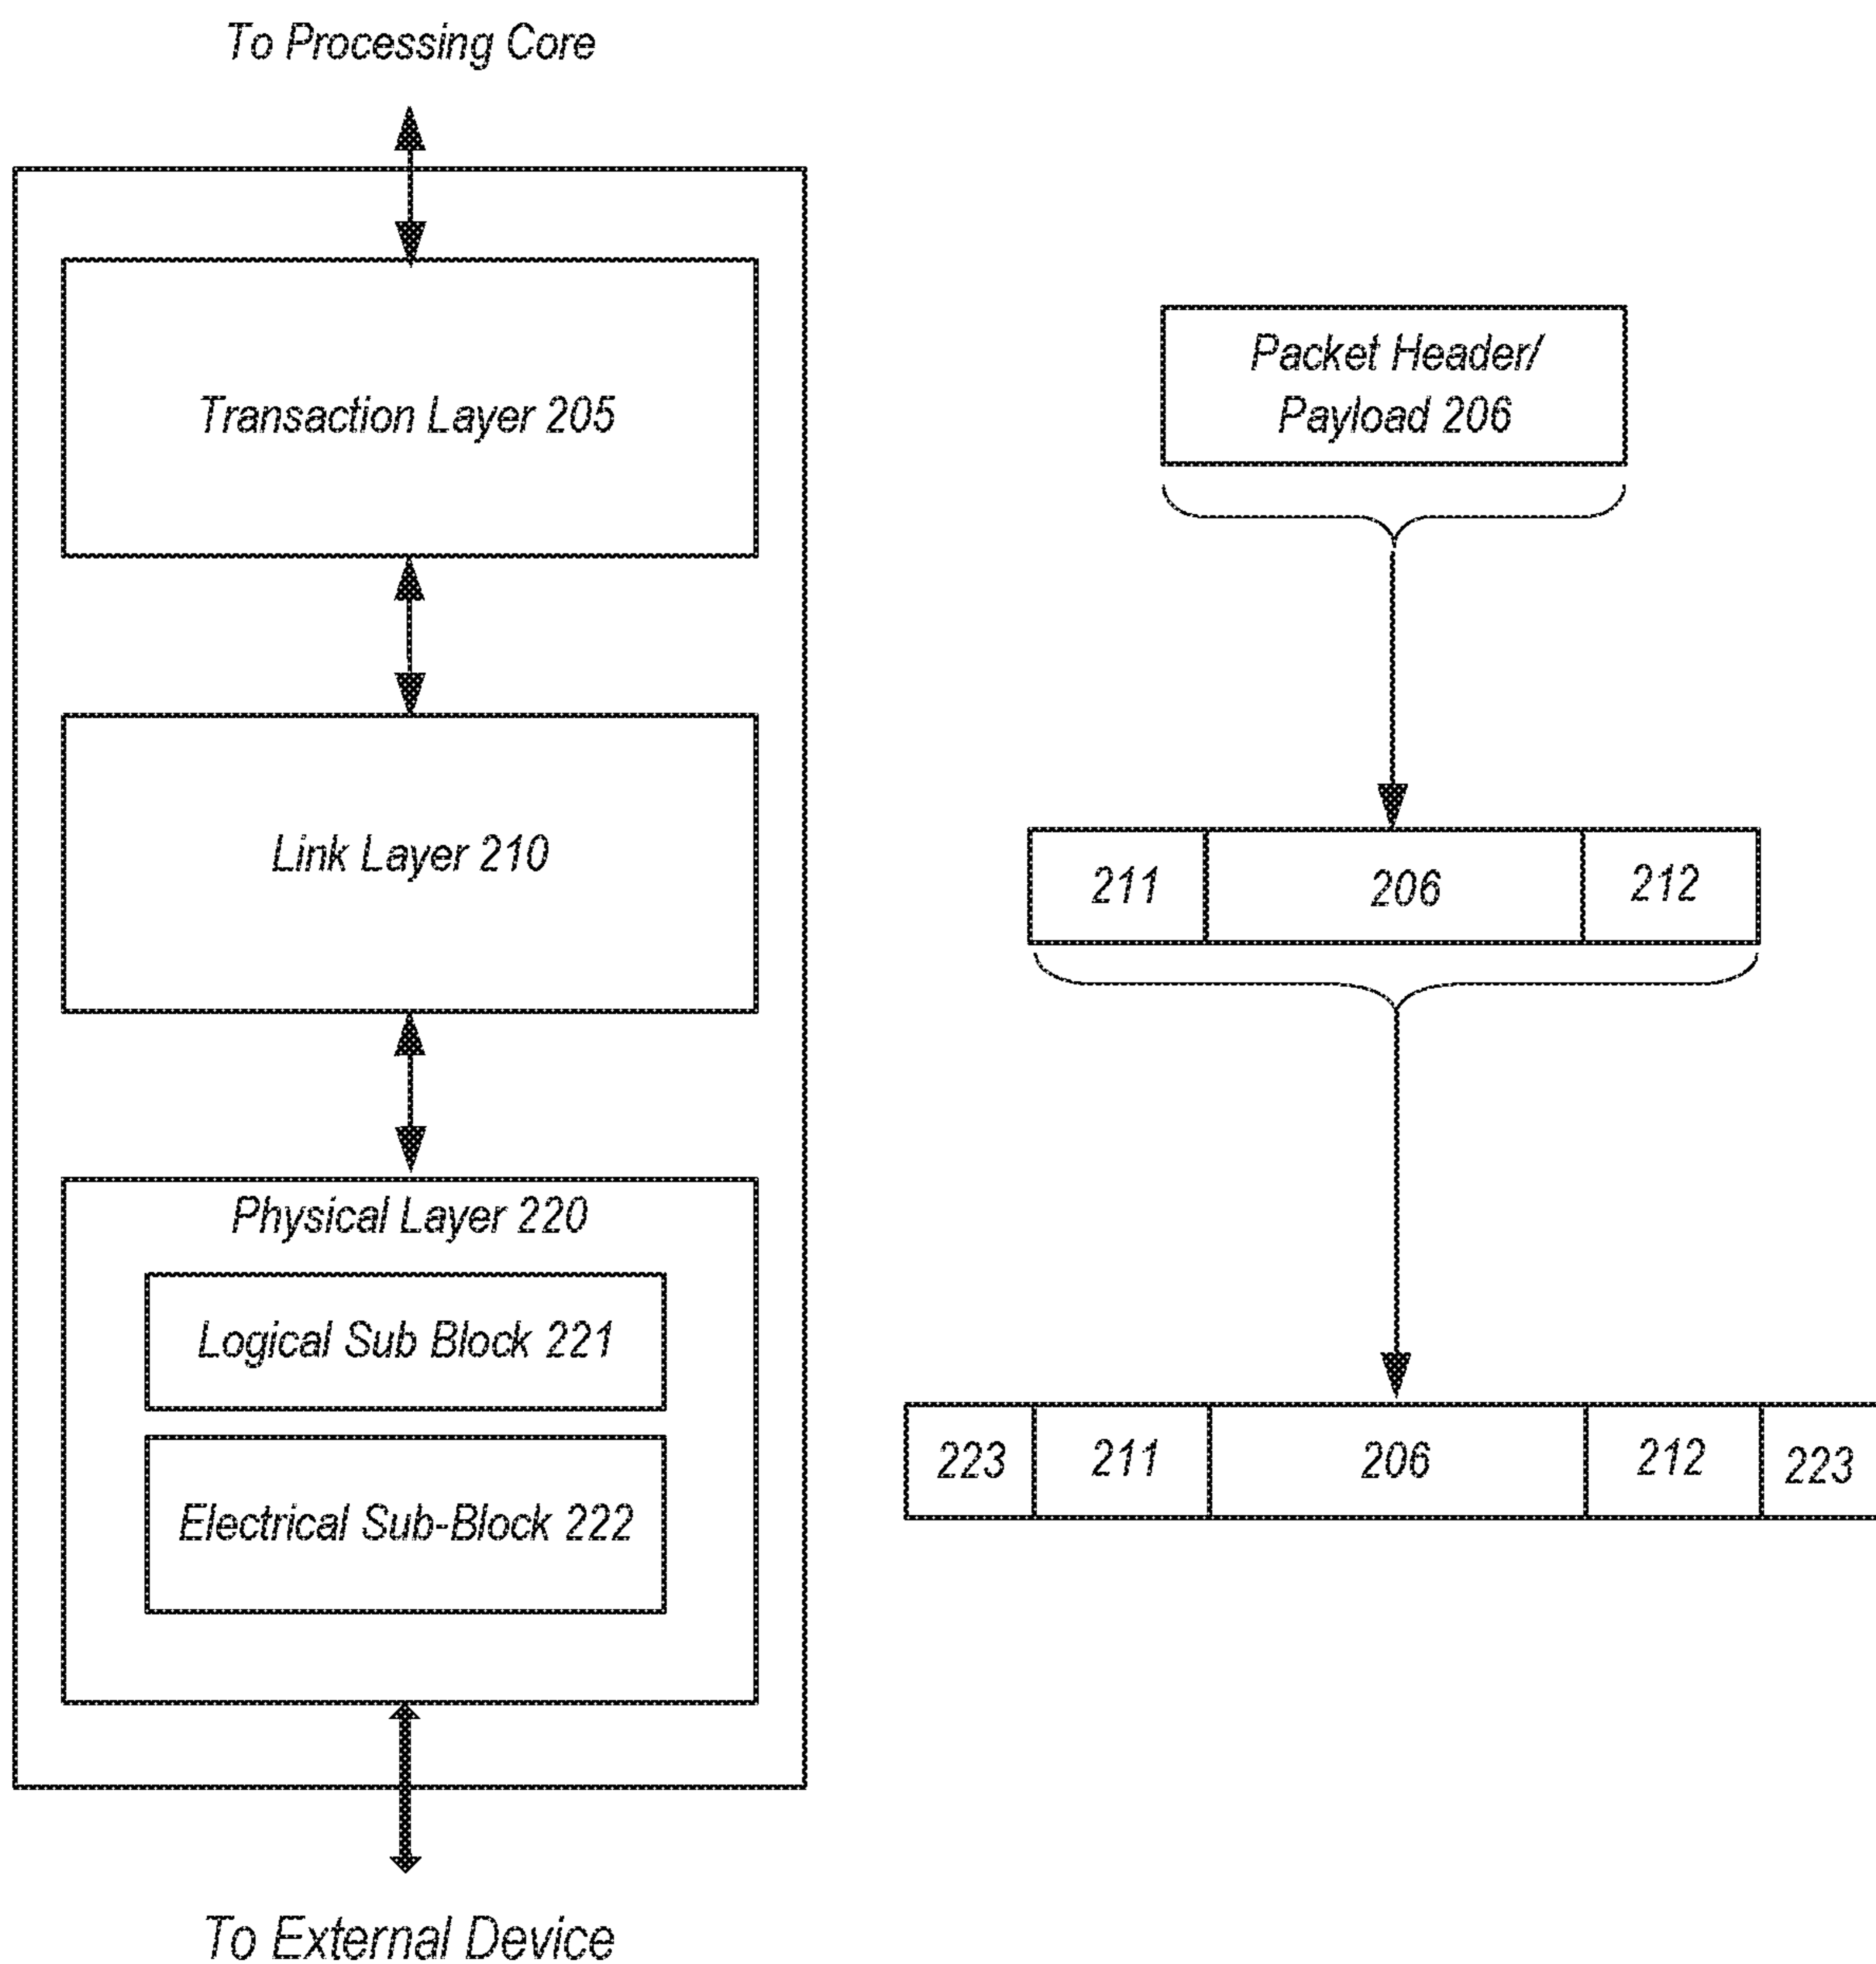 To Processing Core
Transaction Layer 205
Packet Header/
Payload 206
Link Layer 210
211 206 212
Physical Layer 220
Logical Sub Block 221
Electrical Sub-Block 222
223 211 206 212 223
To External Device